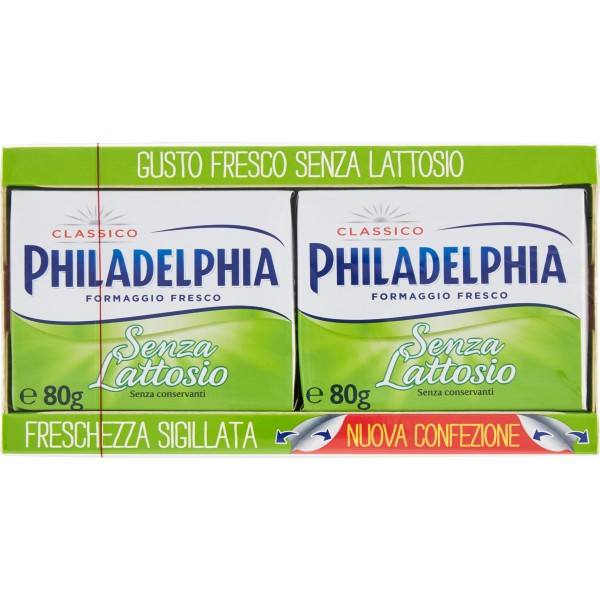 GUSTO FRESCO SENZA LATTOSIO
CLASSICO
PHILADELPHIA
FORMAGGIO FRESCO
Senza
Lattosio
Senza conservanti
e 80g
CLASSICO
PHILADELPHIA
FORMAGGIO FRESCO
Senza
Lattosio
Senza conservanti
e 80g
FRESCHEZZA SIGILLATA
NUOVA CONFEZIONE